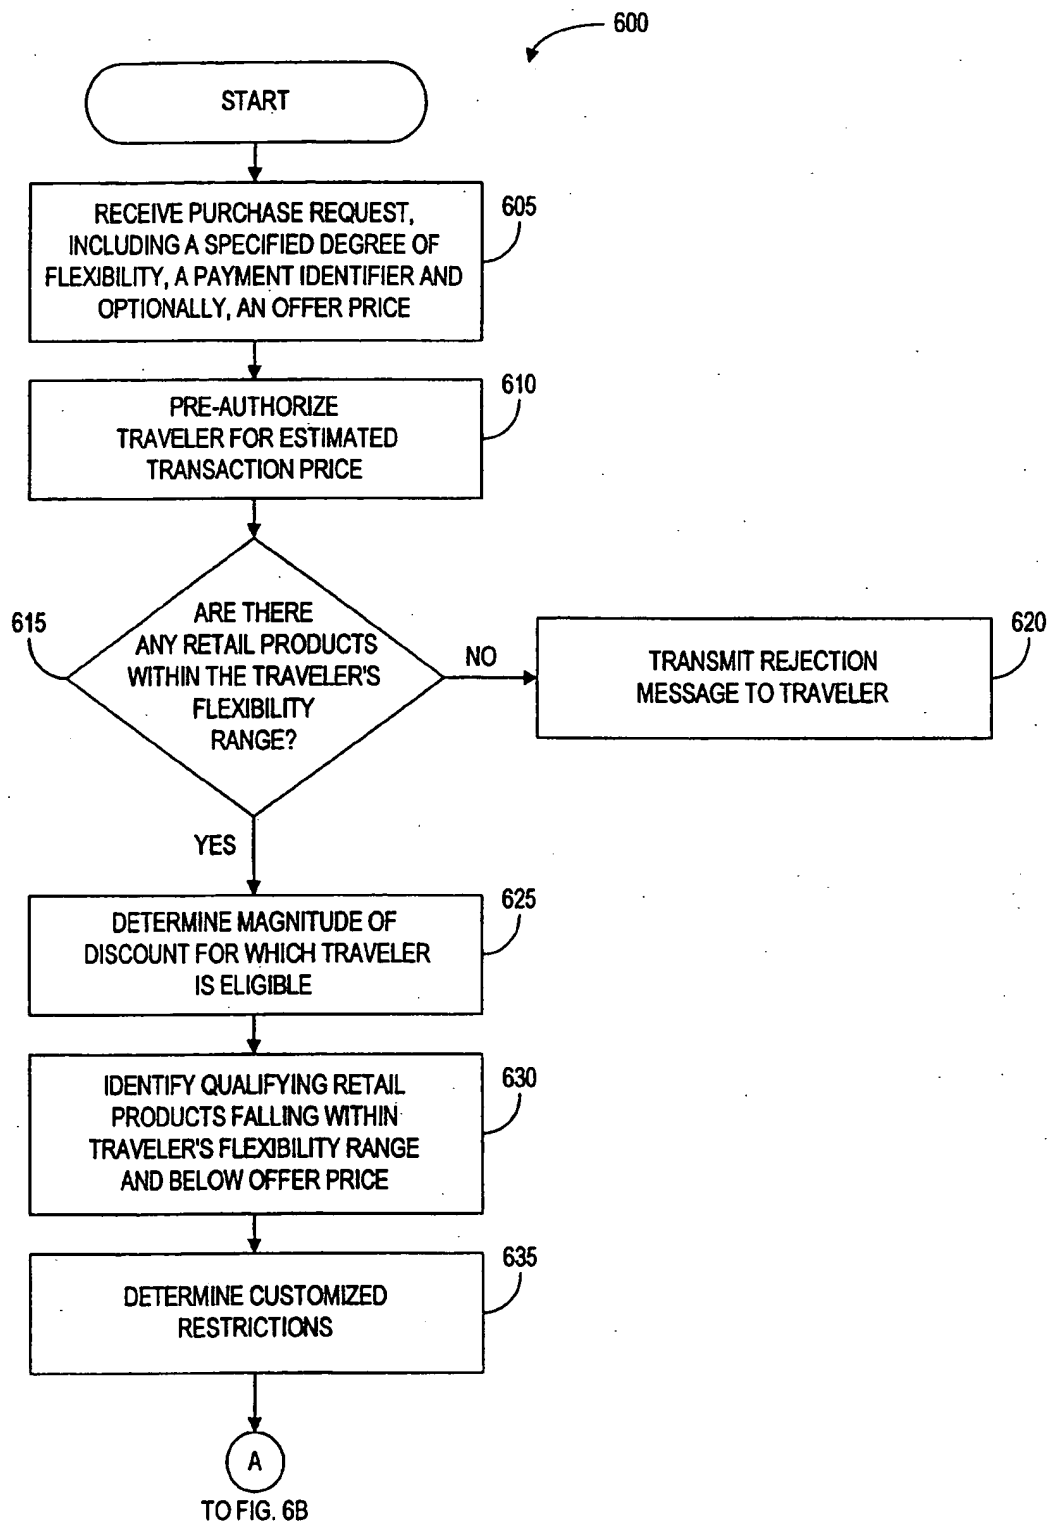 600
START
605
RECEIVE PURCHASE REQUEST,
INCLUDING A SPECIFIED DEGREE OF
FLEXIBILITY, A PAYMENT IDENTIFIER AND
OPTIONALLY, AN OFFER PRICE
610
PRE-AUTHORIZE
TRAVELER FOR ESTIMATED
TRANSACTION PRICE
615
ARE THERE
ANY RETAIL PRODUCTS
WITHIN THE TRAVELER'S
FLEXIBILITY
RANGE?
NO
620
TRANSMIT REJECTION
MESSAGE TO TRAVELER
YES
625
DETERMINE MAGNITUDE OF
DISCOUNT FOR WHICH TRAVELER
IS ELIGIBLE
630
IDENTIFY QUALIFYING RETAIL
PRODUCTS FALLING WITHIN
TRAVELER'S FLEXIBILITY RANGE
AND BELOW OFFER PRICE
635
DETERMINE CUSTOMIZED
RESTRICTIONS
A
TO FIG. 6B